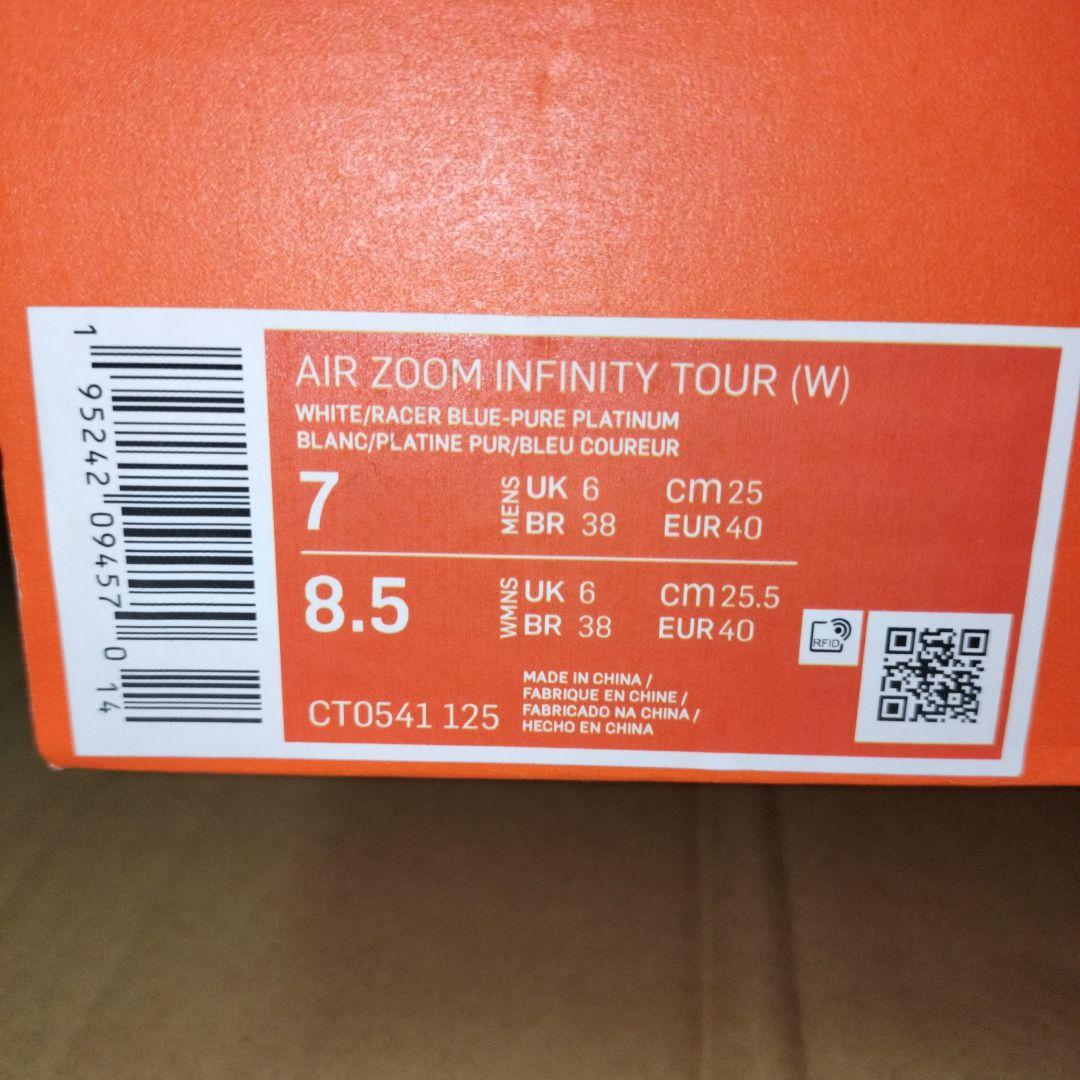 AIR ZOOM INFINITY TOUR (W)
WHITE/RACER BLUE-PURE PLATINUM
BLANC/PLATINE PUR/BLEU COUREUR
7 MENS UK 6 cm 25
BR 38 EUR 40
8.5 WMNS UK 6 cm 25.5
BR 38 EUR 40
RFID
CT0541 125
MADE IN CHINA /
FABRIQUE EN CHINE /
FABRICADO NA CHINA /
HECHO EN CHINA
1 95242 09457 0 14